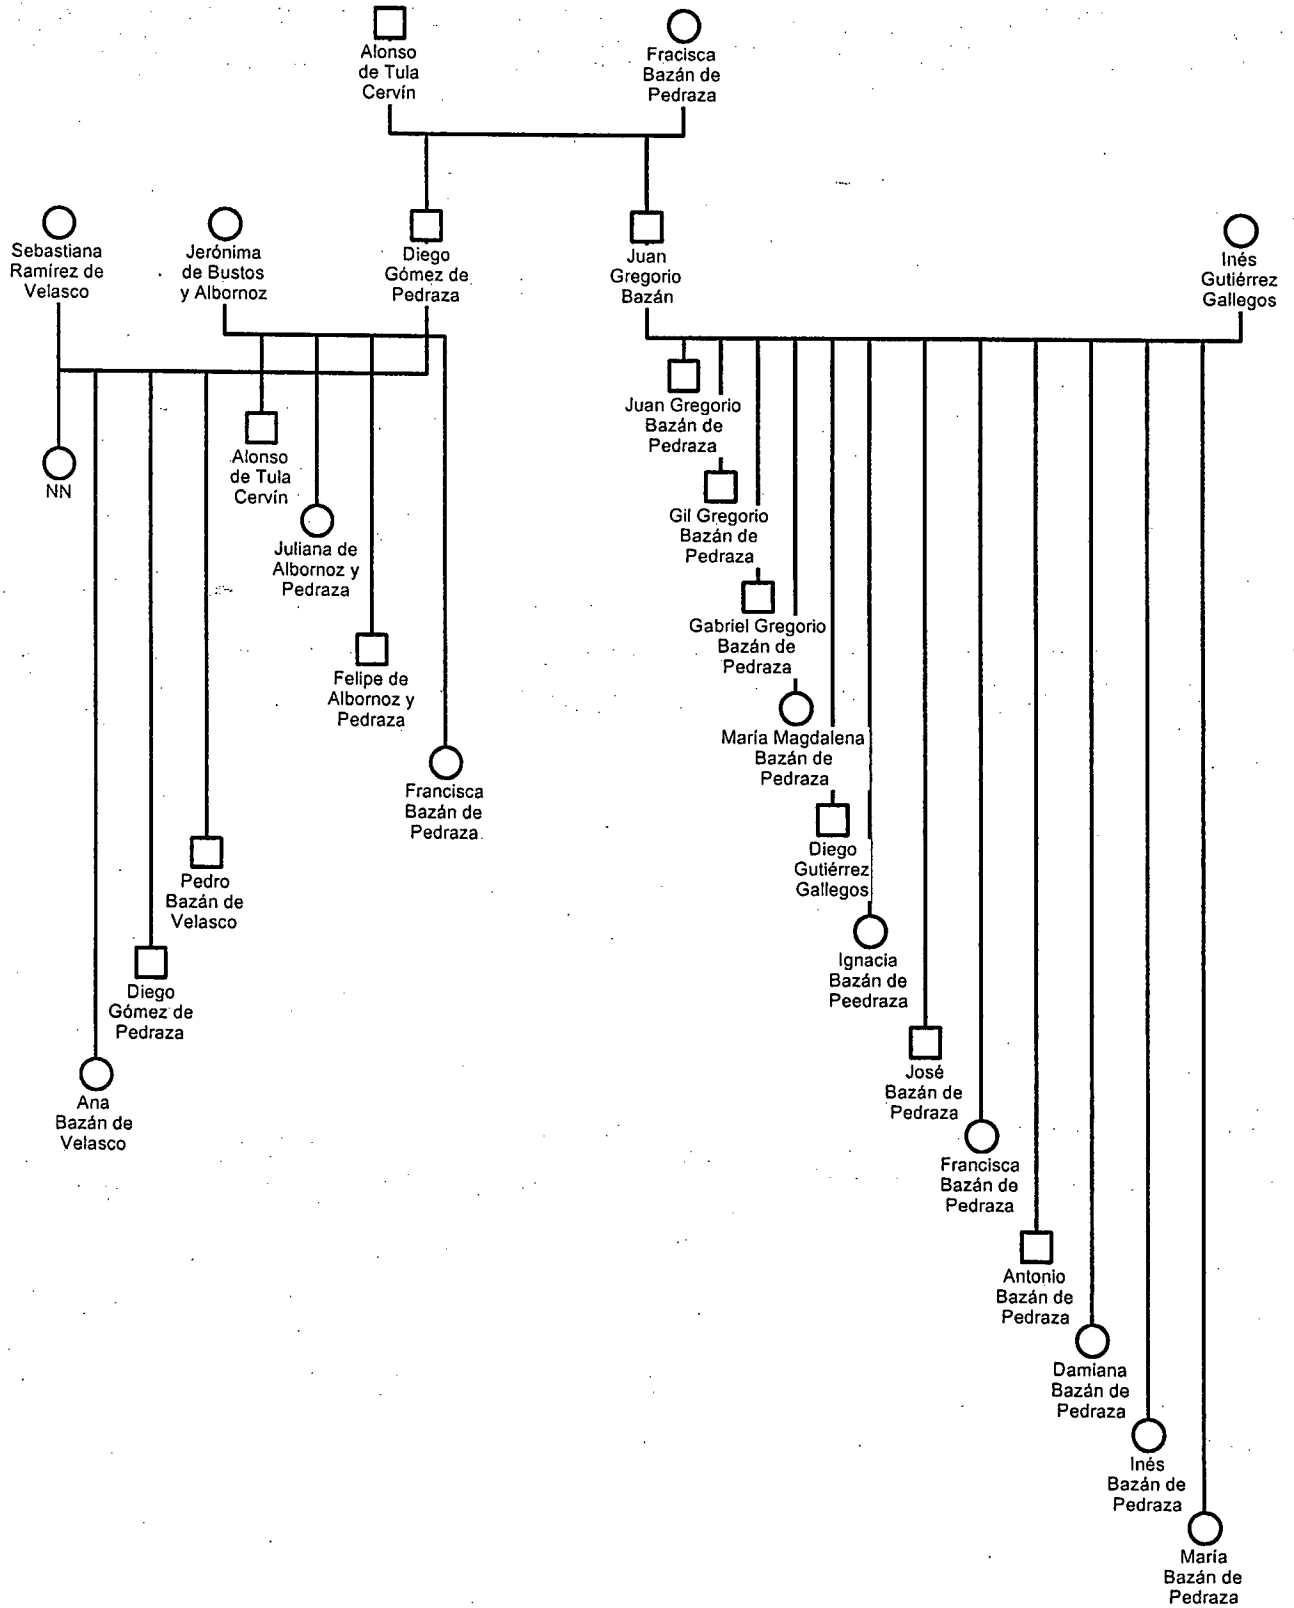 Alonso
de Tula
Cervín
Fracisca
Bazán de
Pedraza
Sebastiana
Ramírez de
Velasco
Jerónima
de Bustos
y Albornoz
Diego
Gómez de
Pedraza
Juan
Gregorio
Bazán
Inés
Gutiérrez
Gallegos
NN
Alonso
de Tula
Cervín
Juliana de
Albornoz y
Pedraza
Felipe de
Albornoz y
Pedraza
Francisca
Bazán de
Pedraza
Pedro
Bazán de
Velasco
Diego
Gómez de
Pedraza
Ana
Bazán de
Velasco
Juan Gregorio
Bazán de
Pedraza
Gil Gregorio
Bazán de
Pedraza
Gabriel Gregorio
Bazán de
Pedraza
María Magdalena
Bazán de
Pedraza
Diego
Gutiérrez
Gallegos
Ignacia
Bazán de
Peedraza
José
Bazán de
Pedraza
Francisca
Bazán de
Pedraza
Antonio
Bazán de
Pedraza
Damiana
Bazán de
Pedraza
Inés
Bazán de
Pedraza
María
Bazán de
Pedraza